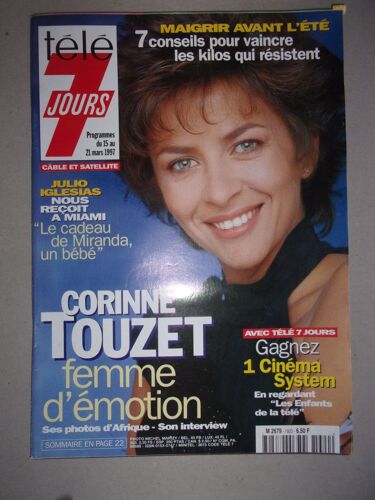 télé
7
JOURS
Programmes
du 15 au
21 mars 1997
CÂBLE ET SATELLITE
MAIGRIR AVANT L'ÉTÉ
7 conseils pour vaincre
les kilos qui résistent
JULIO
IGLESIAS
NOUS
REÇOIT
A MIAMI
"Le cadeau
de Miranda,
un bébé"
CORINNE
TOUZET
femme
d'émotion
Ses photos d'Afrique - Son interview
SOMMAIRE EN PAGE 22
AVEC TÉLÉ 7 JOURS
Gagnez
1 Cinéma
System
En regardant
"Les Enfants
de la télé"
M 2679
6,50 F